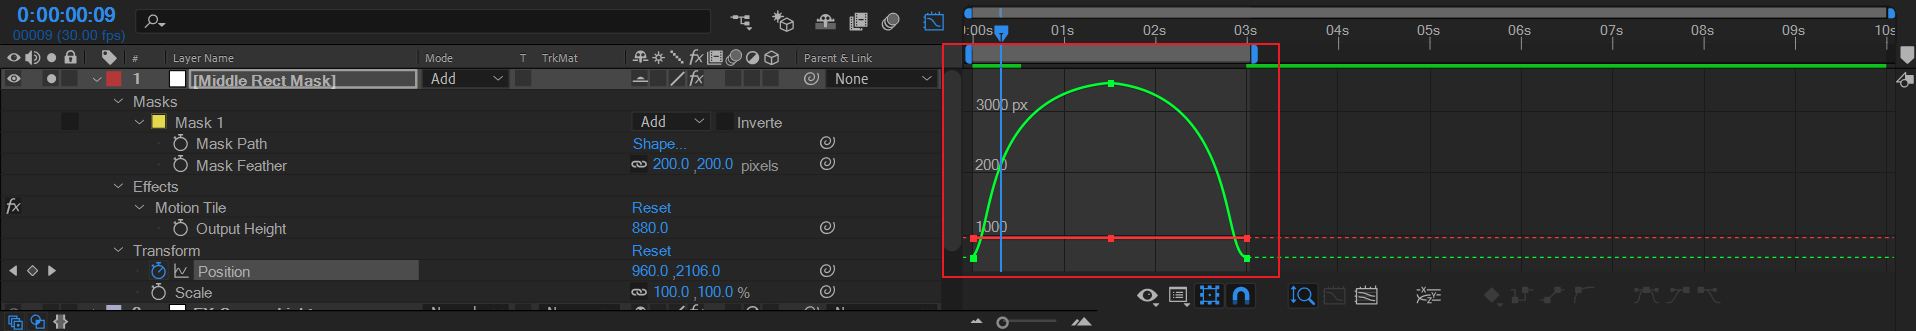 0:00:00:09
00009 (30.00 fps)
:00s 01s 02s 03s 04s 05s 06s 07s 08s 09s 10s
# Layer Name Mode T TrkMat fx Parent & Link
1 [Middle Rect Mask] Add fx None
Masks
Mask 1 Add Inverte
Mask Path Shape...
Mask Feather 200.0 ,200.0 pixels
Effects
fx Motion Tile Reset
Output Height 880.0
Transform Reset
Position 960.0 ,2106.0
Scale 100.0 ,100.0 %
3000 px
2000
1000